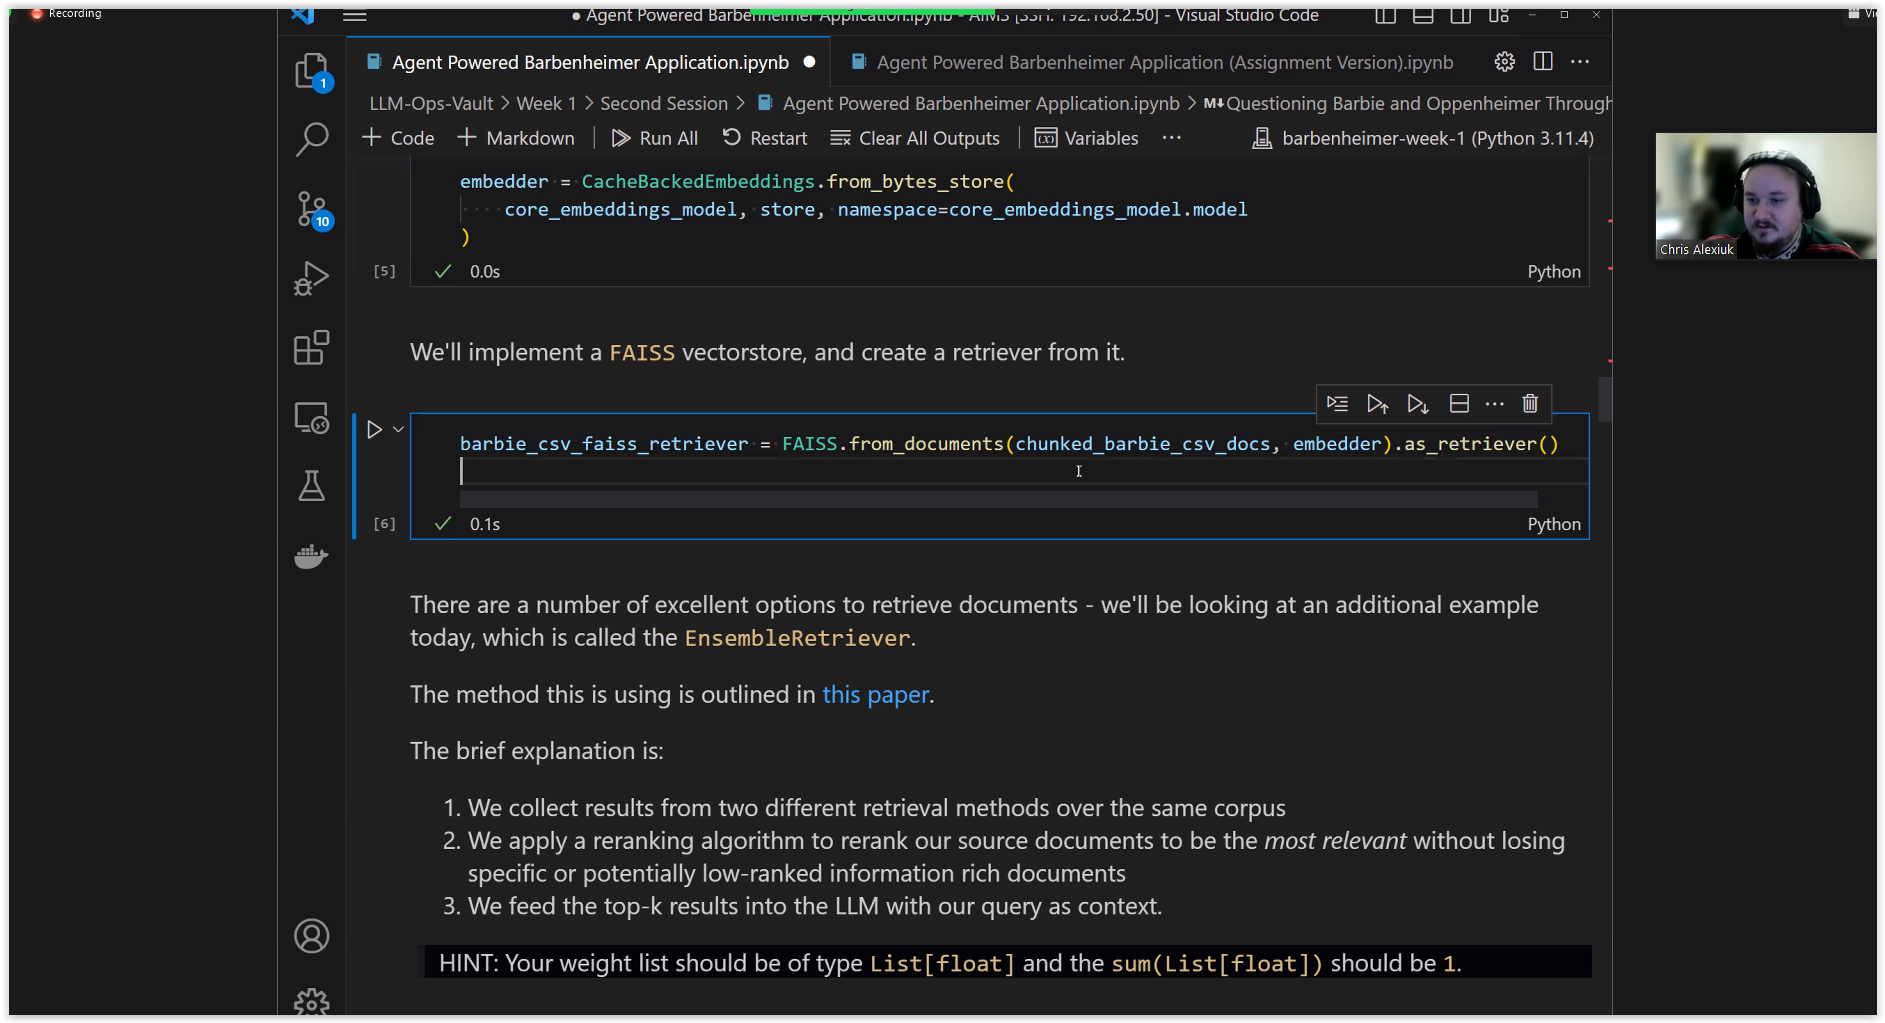 Recording
● Agent Powered Barbenheimer Application.ipynb - AIM3 [SSH: 192.168.2.50] - Visual Studio Code
Agent Powered Barbenheimer Application.ipynb
Agent Powered Barbenheimer Application (Assignment Version).ipynb
LLM-Ops-Vault > Week 1 > Second Session > Agent Powered Barbenheimer Application.ipynb > M↓Questioning Barbie and Oppenheimer Through
+ Code + Markdown Run All Restart Clear All Outputs Variables ... barbenheimer-week-1 (Python 3.11.4)
1
10
Chris Alexiuk
embedder = CacheBackedEmbeddings.from_bytes_store(
core_embeddings_model, store, namespace=core_embeddings_model.model
)
[5] 0.0s Python
We'll implement a FAISS vectorstore, and create a retriever from it.
barbie_csv_faiss_retriever = FAISS.from_documents(chunked_barbie_csv_docs, embedder).as_retriever()
[6] 0.1s Python
There are a number of excellent options to retrieve documents - we'll be looking at an additional example
today, which is called the EnsembleRetriever.
The method this is using is outlined in this paper.
The brief explanation is:
1. We collect results from two different retrieval methods over the same corpus
2. We apply a reranking algorithm to rerank our source documents to be the most relevant without losing
specific or potentially low-ranked information rich documents
3. We feed the top-k results into the LLM with our query as context.
HINT: Your weight list should be of type List[float] and the sum(List[float]) should be 1.